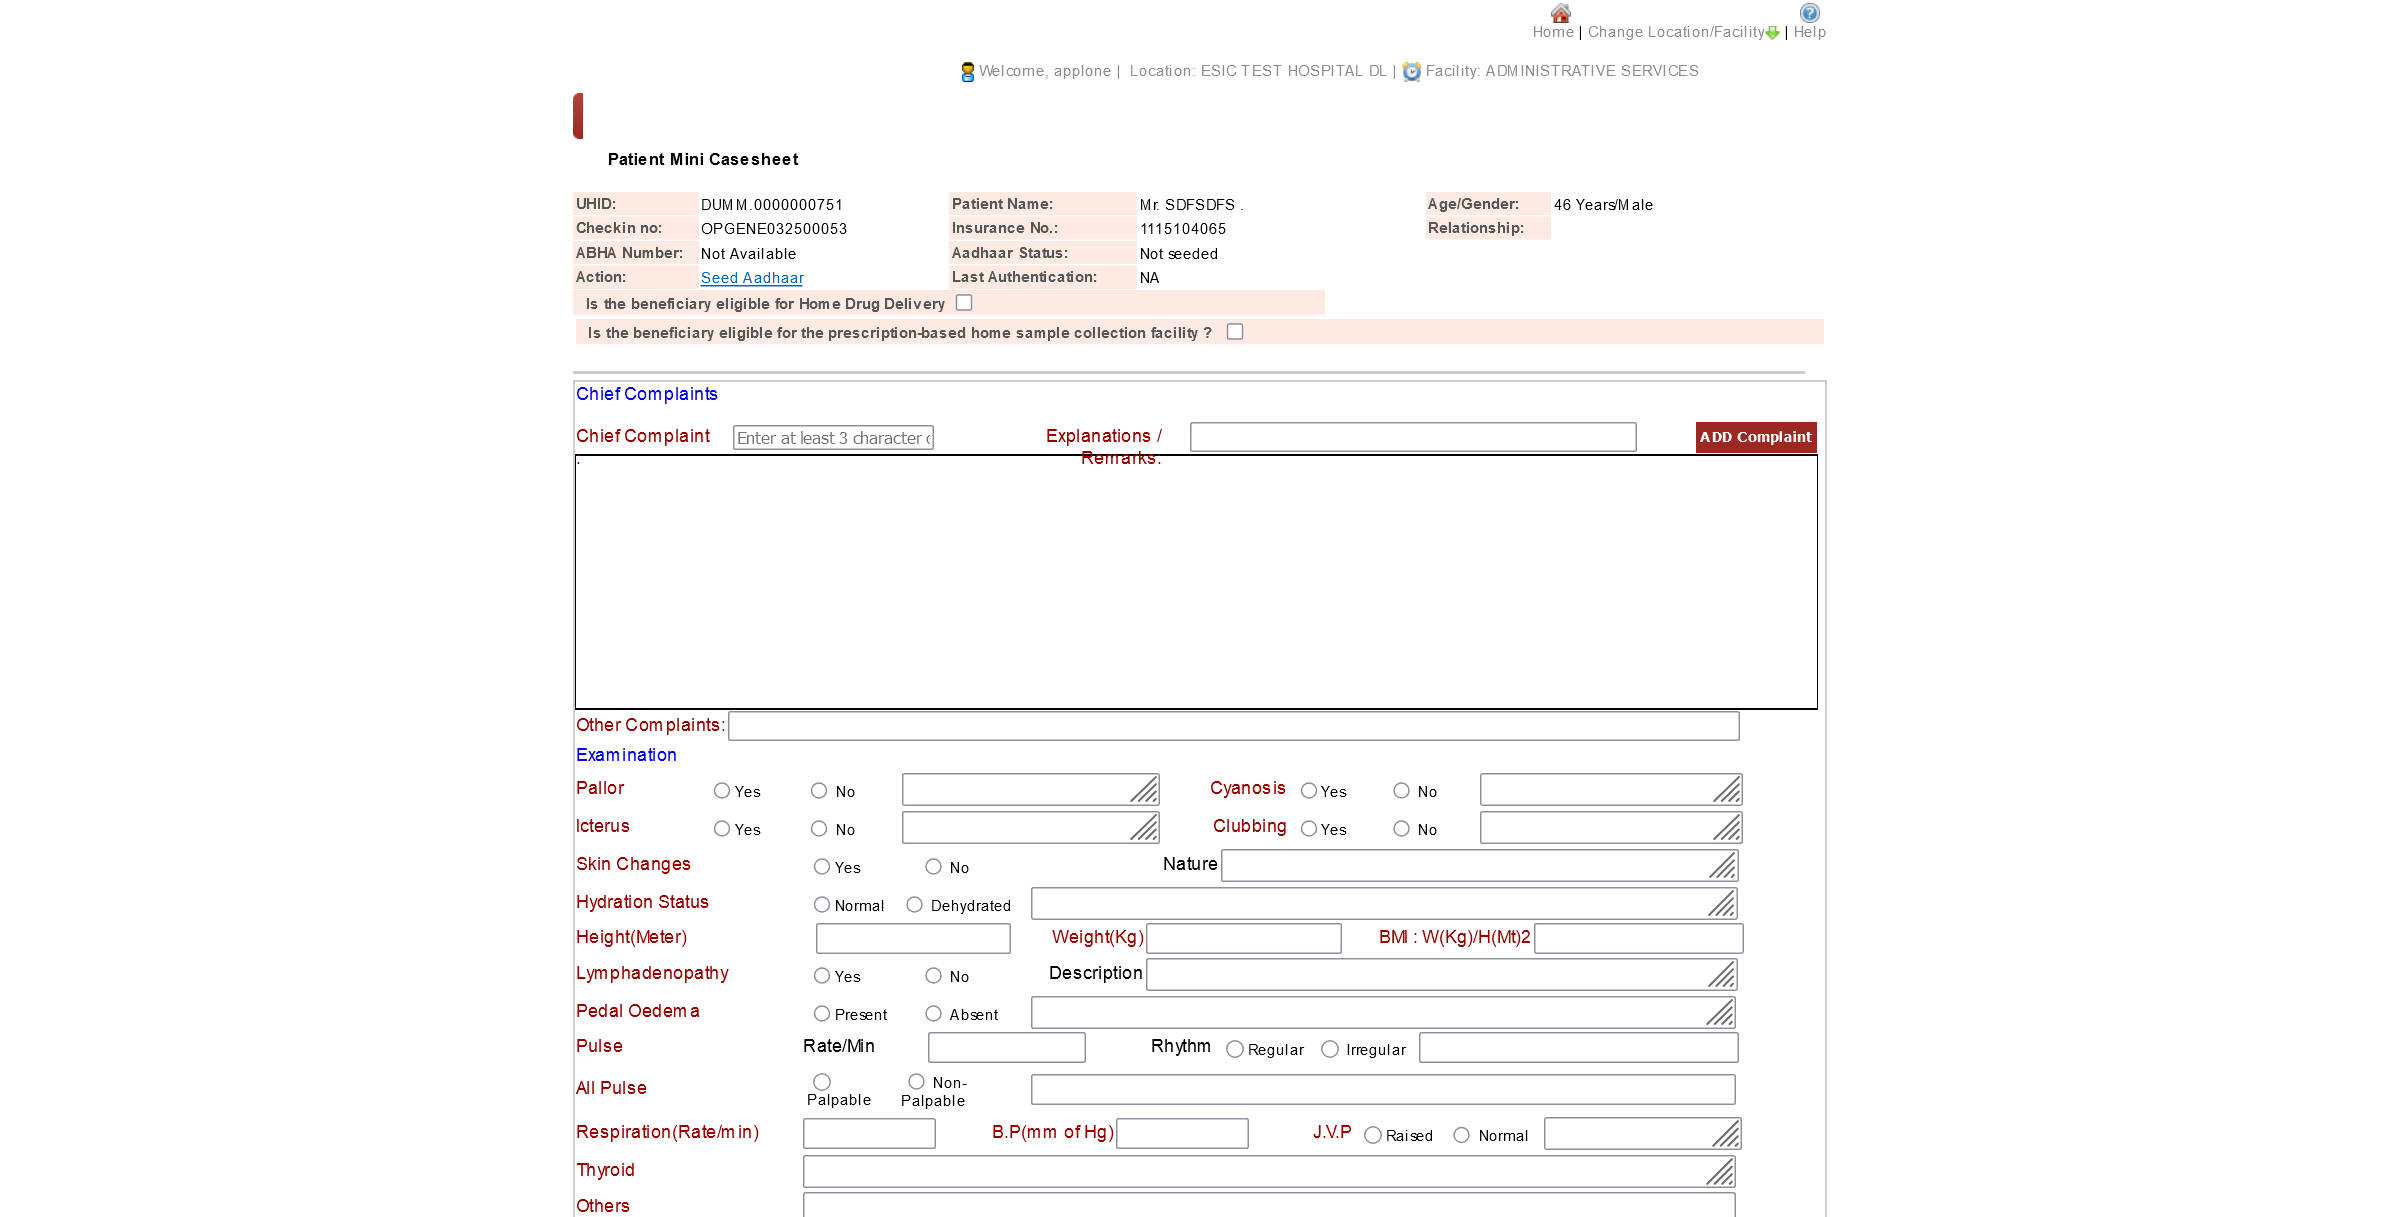 Home | Change Location/Facility | Help
Welcome, applone | Location: ESIC TEST HOSPITAL DL | Facility: ADMINISTRATIVE SERVICES
Patient Mini Casesheet
UHID: DUMM.0000000751 Patient Name: Mr. SDFSDFS . Age/Gender: 46 Years/Male
Checkin no: OPGENE032500053 Insurance No.: 1115104065 Relationship:
ABHA Number: Not Available Aadhaar Status: Not seeded
Action: Seed Aadhaar Last Authentication: NA
Is the beneficiary eligible for Home Drug Delivery
Is the beneficiary eligible for the prescription-based home sample collection facility ?
Chief Complaints
Chief Complaint Enter at least 3 character Explanations / ADD Complaint
: Remarks:
Other Complaints:
Examination
Pallor Yes No Cyanosis Yes No
Icterus Yes No Clubbing Yes No
Skin Changes Yes No Nature
Hydration Status Normal Dehydrated
Height(Meter) Weight(Kg) BMI : W(Kg)/H(Mt)2
Lymphadenopathy Yes No Description
Pedal Oedema Present Absent
Pulse Rate/Min Rhythm Regular Irregular
All Pulse Palpable Non-
Palpable
Respiration(Rate/min) B.P(mm of Hg) J.V.P Raised Normal
Thyroid
Others